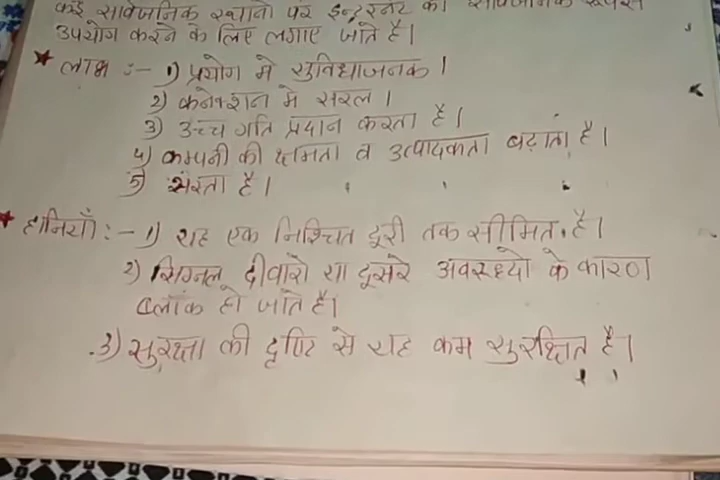 कई सार्वजनिक स्थानो पर इन्टरनेट का सार्वजनिक रूपसे
उपयोग करने के लिए लगाए जाते है।
★ लाभ :- 1) प्रयोग मे सुविधाजनक।
2) कनेक्शन मे सरल।
3) उच्च गति प्रदान करता है।
4) कम्पनी की क्षमिता व उत्पादकता बढ़ाता है।
5) सस्ता है।
★ हानियाँ :- 1) यह एक निश्चित दूरी तक सीमित है।
2) सिग्नल दीवारो या दूसरे अवरूध्दो के कारण
ब्लॉक हो जाते है।
3) सुरक्षा की दृष्टि से यह कम सुरक्षित है।